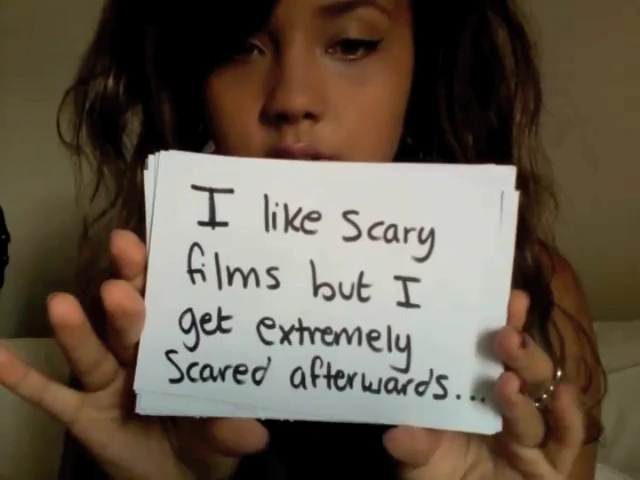 I like scary
films but I
get extremely
Scared afterwards...